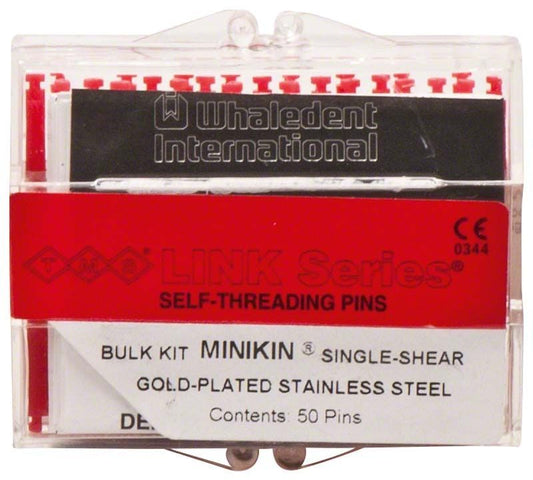 Whaledent
International
CE
0344
TMS® LINK Series®
SELF-THREADING PINS
BULK KIT MINIKIN® SINGLE-SHEAR
GOLD-PLATED STAINLESS STEEL
Contents: 50 Pins